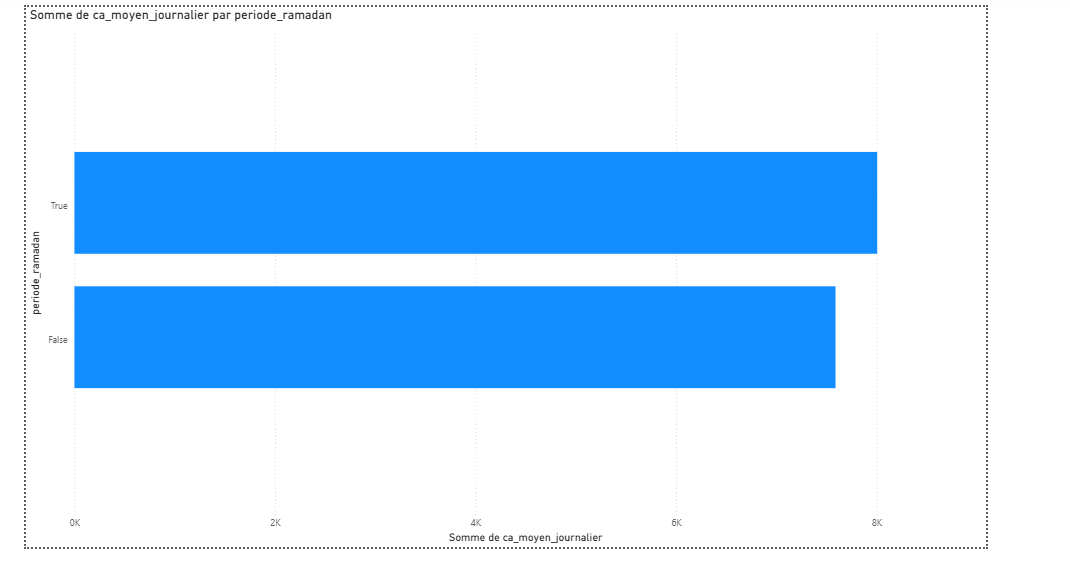 Somme de ca_moyen_journalier par periode_ramadan
periode_ramadan
True
False
0K 2K 4K 6K 8K
Somme de ca_moyen_journalier